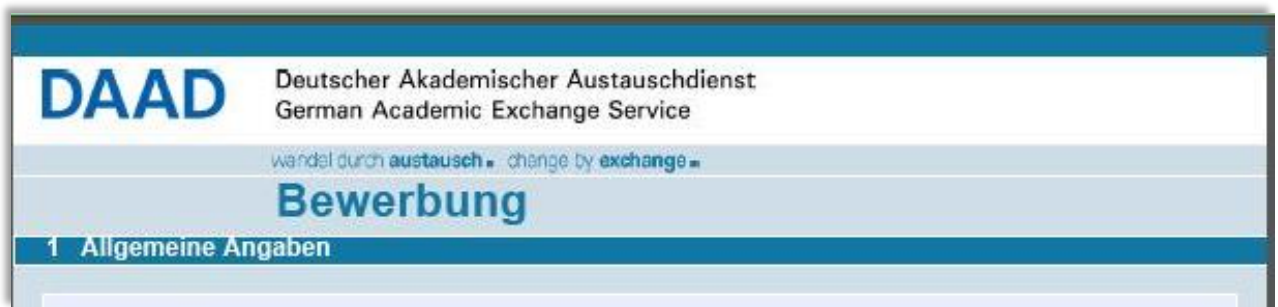 DAAD
Deutscher Akademischer Austauschdienst
German Academic Exchange Service
wandel durch austausch change by exchange
Bewerbung
1 Allgemeine Angaben